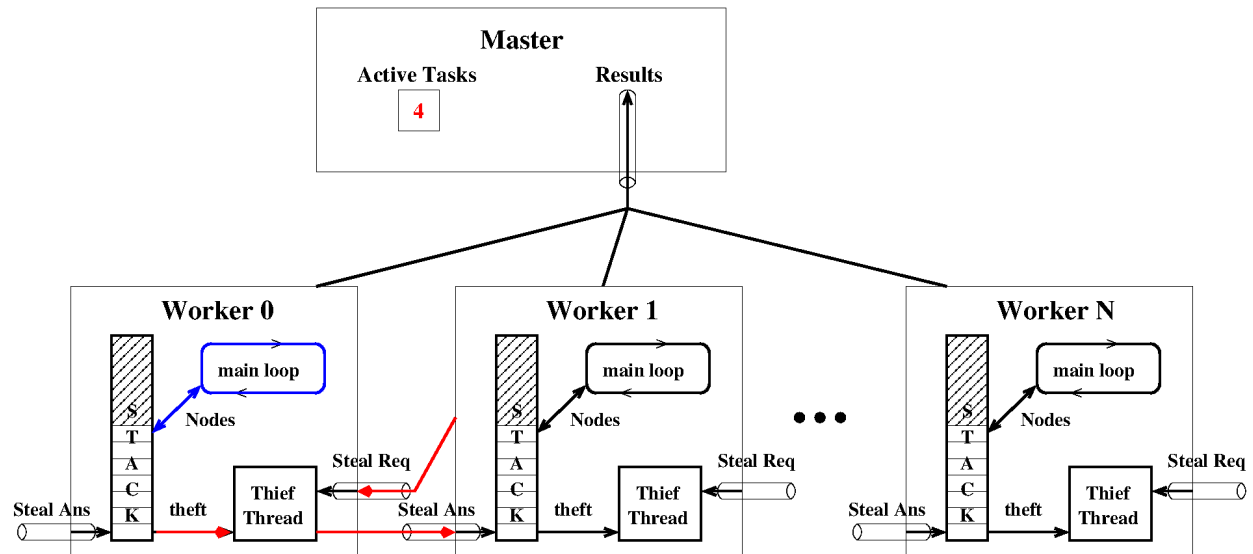 Master
Active Tasks Results
4
Worker 0 Worker 1 Worker N
main loop main loop main loop
S S S
Nodes Nodes Nodes
T T T
A A A
Steal Req Steal Req Steal Req
C C C
Thief Thief Thief
Steal Ans theft Steal Ans theft Steal Ans theft
K Thread K Thread K Thread